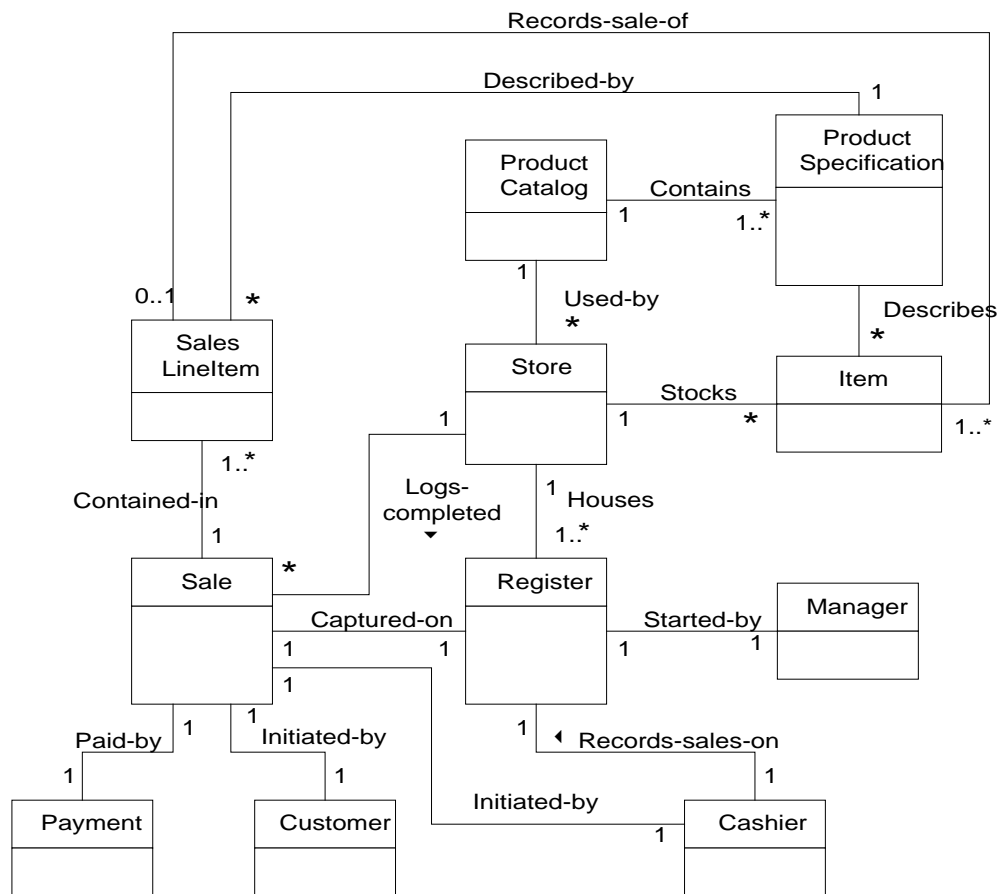 Records-sale-of
Described-by
1
Product
Specification
Product
Catalog
Contains
1
1..*
1
Used-by
*
0..1
*
Describes
*
Sales
LineItem
Store
Item
Stocks
1
1
*
1..*
1..*
Contained-in
1
Logs-
completed
1
Houses
1..*
Sale
*
Register
Manager
Captured-on
1
1
Started-by
1
1
1
1
1
1
Paid-by
Initiated-by
Records-sales-on
1
1
1
Initiated-by
1
Payment
Customer
Cashier